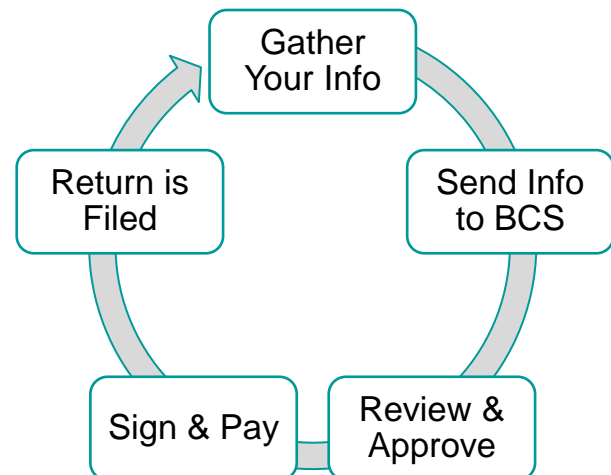 Gather
Your Info
Send Info
to BCS
Review &
Approve
Sign & Pay
Return is
Filed